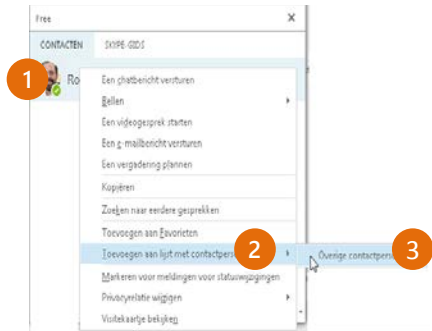 Free
CONTACTEN SKYPE-GIDS
1
Ro
Een chatbericht versturen
Bellen
Een videogesprek starten
Een e-mailbericht versturen
Een vergadering plannen
Kopiëren
Zoeken naar eerdere gesprekken
Toevoegen aan Favorieten
Toevoegen aan lijst met contactpers 2 Overige contactpers 3
Markeren voor meldingen voor statuswijzigingen
Privacyrelatie wijzigen
Visitekaartje bekijken